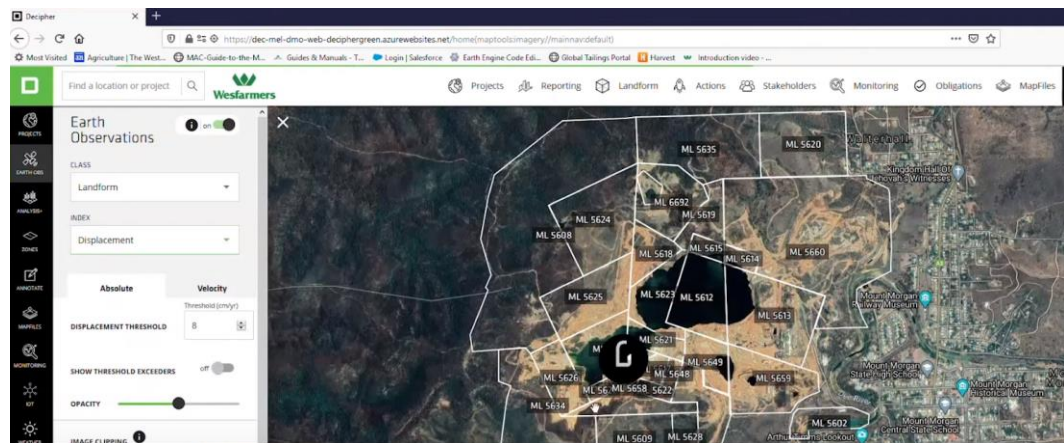 Decipher
https://dec-mel-dmo-web-deciphergreen.azurewebsites.net/home(maptools:imagery//mainnav:default)
Most Visited Agriculture | The West... MAC-Guide-to-the-M... Guides & Manuals - T... Login | Salesforce Earth Engine Code Edi... Global Tailings Portal Harvest Introduction video - ...
Find a location or project
Wesfarmers
Projects Reporting Landform Actions Stakeholders Monitoring Obligations MapFiles
PROJECTS
EARTH OBS
ANALYSIS+
ZONES
ANNOTATE
MAPFILES
MONITORING
IOT
WEATHER
Earth Observations
on
CLASS
Landform
INDEX
Displacement
Absolute Velocity
Threshold (cm/yr)
DISPLACEMENT THRESHOLD 8
SHOW THRESHOLD EXCEEDERS off
OPACITY
IMAGE CLIPPING
ML 5635
ML 5620
Walterhall
Kingdom Hall Of
Jehovah's Witnesses
ML 6692
ML 5624
ML 5619
ML 5608
ML 5618
ML 5615
ML 5614
ML 5660
ML 5625
ML 5623
ML 5612
ML 5613
Mount Morgan
Railway Museum
ML 5621
ML 5649
ML 5626
ML 5648
ML 5658
ML 5622
ML 5659
ML 5634
Mount Morgan
State High School
Mount Morgan
Historical Museum
ML 5602
Mount Morgan
Central State School
ML 5609
ML 5628